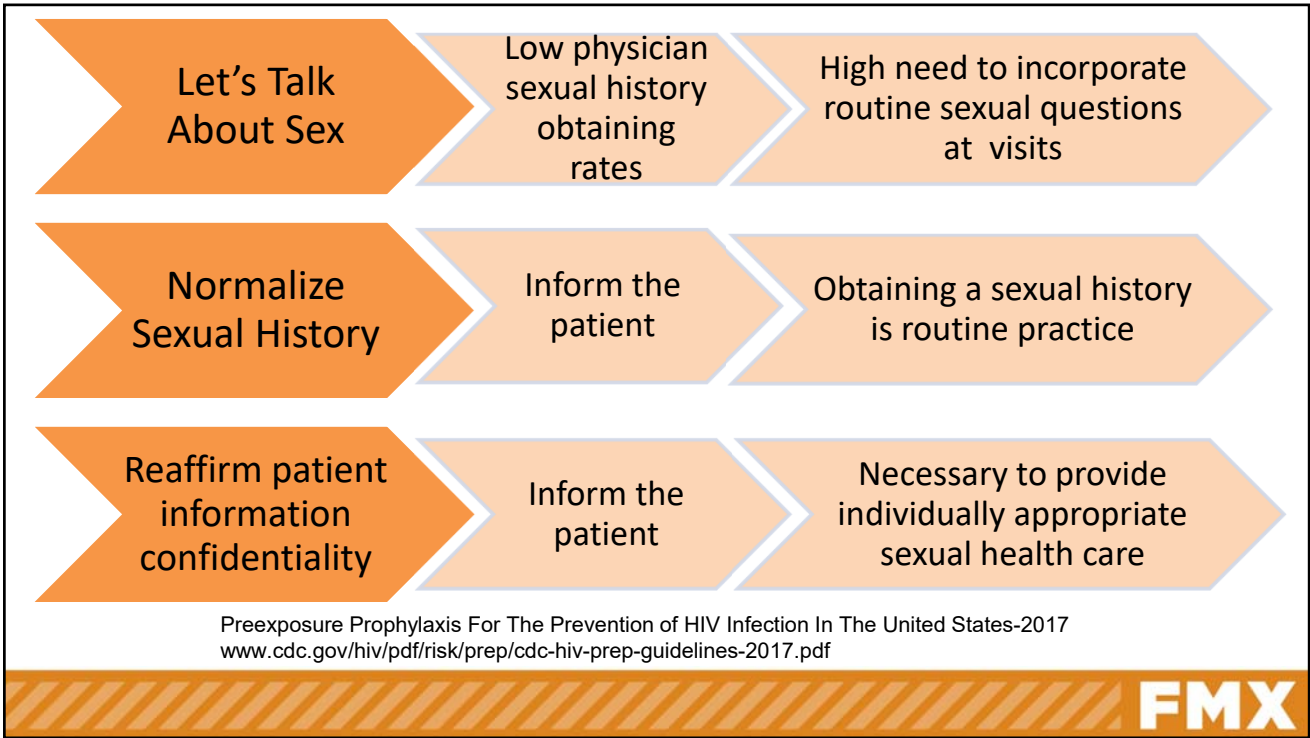 Let’s Talk
About Sex
Low physician
sexual history
obtaining
rates
High need to incorporate
routine sexual questions
at  visits
Normalize
Sexual History
Inform the
patient
Obtaining a sexual history
is routine practice
Reaffirm patient
information
confidentiality
Inform the
patient
Necessary to provide
individually appropriate
sexual health care
Preexposure Prophylaxis For The Prevention of HIV Infection In The United States-2017
www.cdc.gov/hiv/pdf/risk/prep/cdc-hiv-prep-guidelines-2017.pdf
FMX